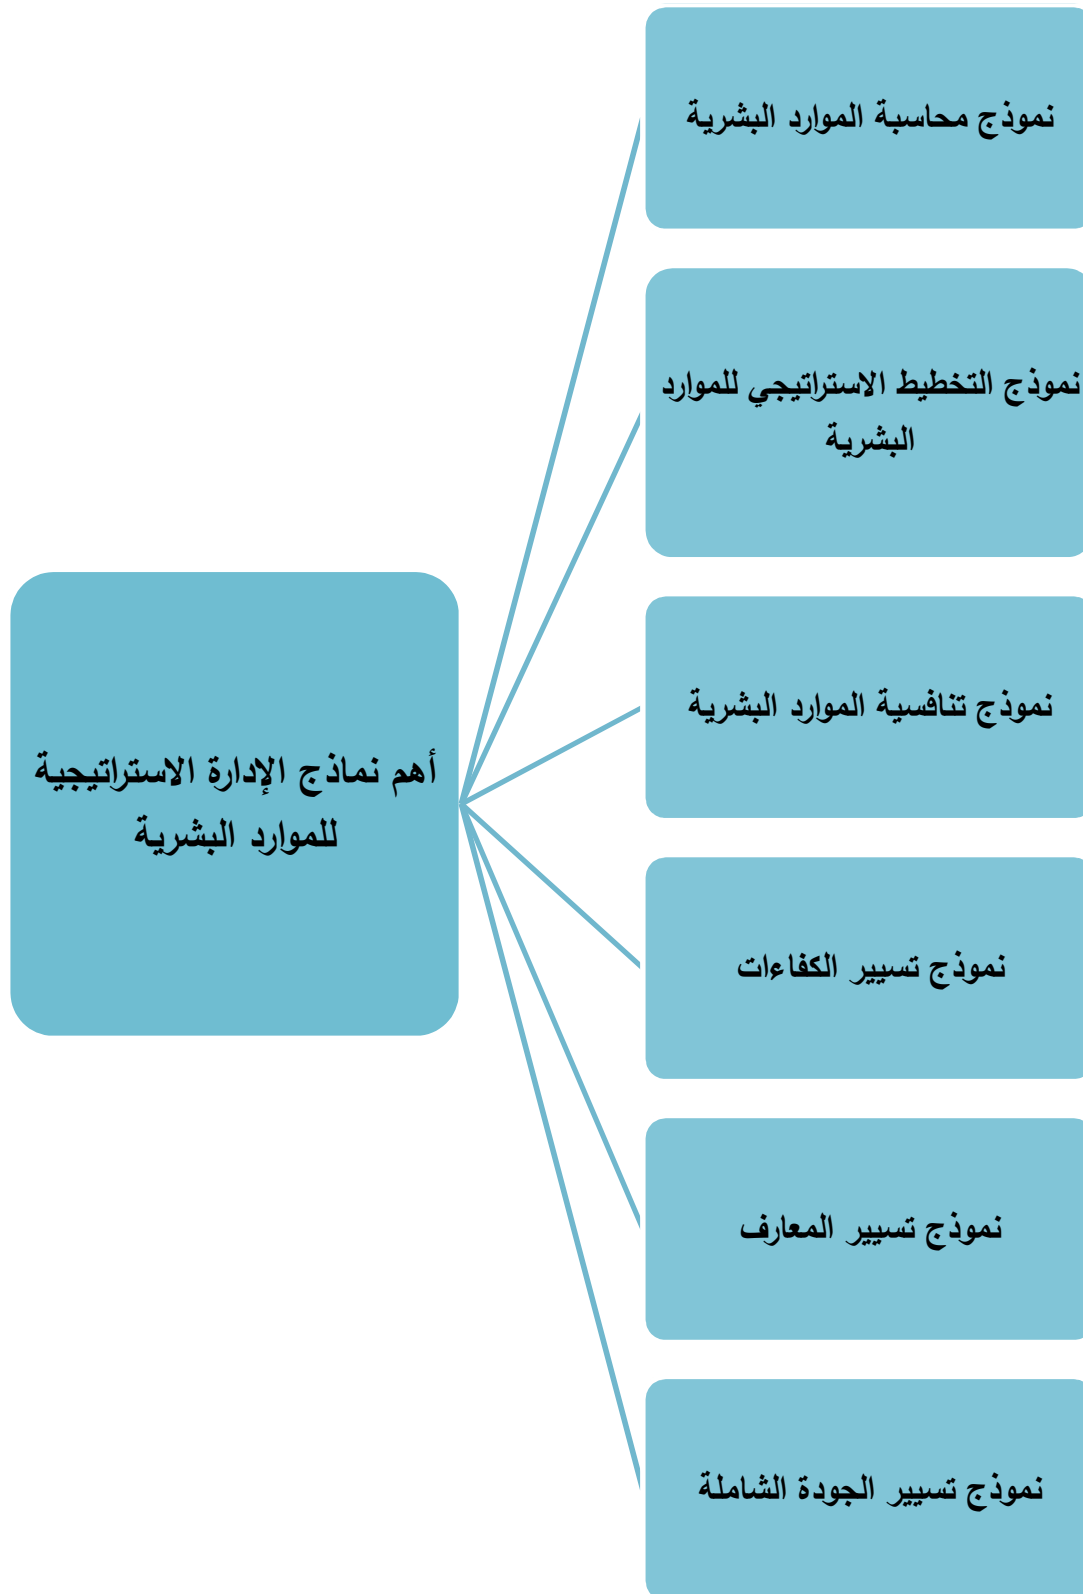 أهم نماذج الإدارة الاستراتيجية
للموارد البشرية
نموذج محاسبة الموارد البشرية
نموذج التخطيط الاستراتيجي للموارد
البشرية
نموذج تنافسية الموارد البشرية
نموذج تسيير الكفاءات
نموذج تسيير المعارف
نموذج تسيير الجودة الشاملة